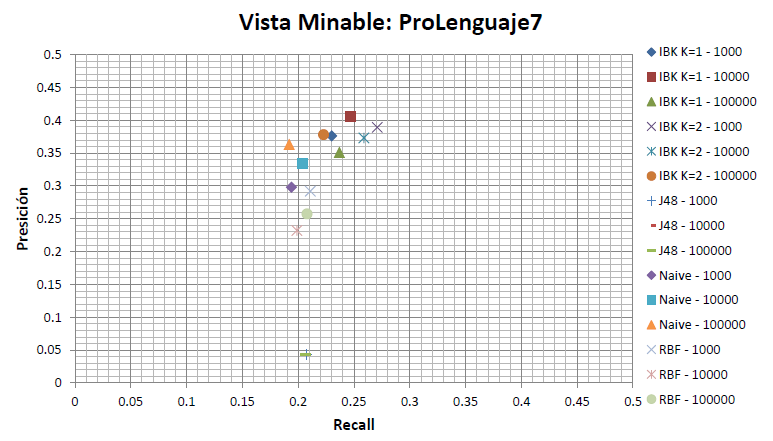 Vista Minable: ProLenguaje7
0.5
0.45
0.4
0.35
0.3
0.25
0.2
0.15
0.1
0.05
0
Presición
0 0.05 0.1 0.15 0.2 0.25 0.3 0.35 0.4 0.45 0.5
Recall
IBK K=1 - 1000
IBK K=1 - 10000
IBK K=1 - 100000
IBK K=2 - 1000
IBK K=2 - 10000
IBK K=2 - 100000
J48 - 1000
J48 - 10000
J48 - 100000
Naive - 1000
Naive - 10000
Naive - 100000
RBF - 1000
RBF - 10000
RBF - 100000